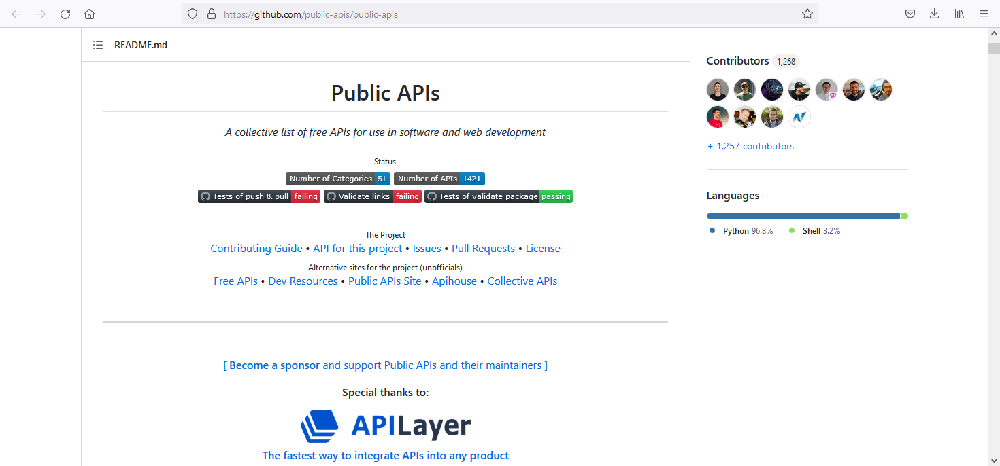 https://github.com/public-apis/public-apis
README.md
Public APIs
A collective list of free APIs for use in software and web development
Status
Number of Categories 51 Number of APIs 1421
Tests of push & pull failing Validate links failing Tests of validate package passing
The Project
Contributing Guide • API for this project • Issues • Pull Requests • License
Alternative sites for the project (unofficials)
Free APIs • Dev Resources • Public APIs Site • Apihouse • Collective APIs
[ Become a sponsor and support Public APIs and their maintainers ]
Special thanks to:
APILayer
The fastest way to integrate APIs into any product
Contributors 1,268
+ 1,257 contributors
Languages
Python 96.8% Shell 3.2%